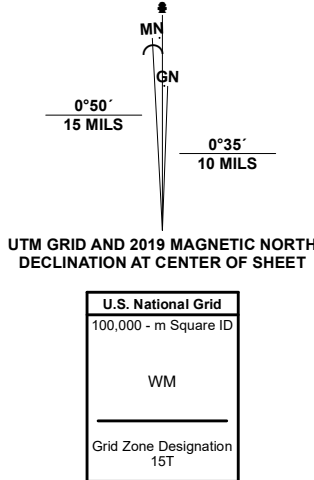 MN
GN
0°50´
15 MILS
0°35´
10 MILS
UTM GRID AND 2019 MAGNETIC NORTH
DECLINATION AT CENTER OF SHEET
U.S. National Grid
100,000 - m Square ID
WM
Grid Zone Designation
15T